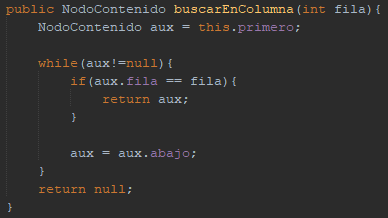 public NodoContenido buscarEnColumna(int fila){
    NodoContenido aux = this.primero;

    while(aux!=null){
        if(aux.fila == fila){
            return aux;
        }

        aux = aux.abajo;
    }
    return null;
}